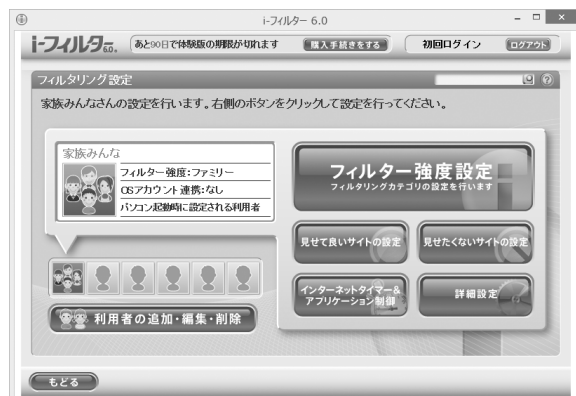 i-フィルター 6.0
i-フィルター6.0.
あと90日で体験版の期限が切れます
購入手続きをする
初回ログイン
ログアウト
フィルタリング設定
家族みんなさんの設定を行います。右側のボタンをクリックして設定を行ってください。
家族みんな
フィルター強度:ファミリー
OSアカウント連携:なし
パソコン起動時に設定される利用者
フィルター強度設定
フィルタリングカテゴリの設定を行います
見せて良いサイトの設定
見せたくないサイトの設定
インターネットタイマー&
アプリケーション制御
詳細設定
利用者の追加・編集・削除
もどる